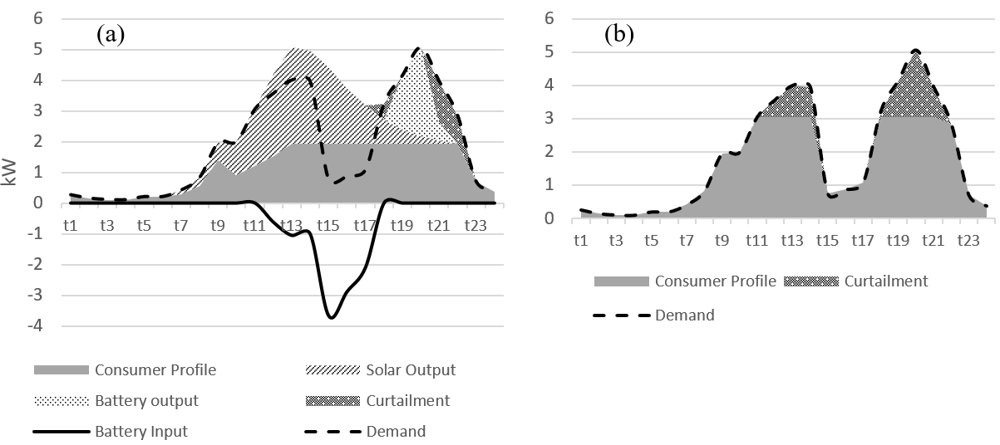 6
(a)
5
4
3
2
1
0
-1
-2
-3
-4
kW
t1 t3 t5 t7 t9 t11 t13 t15 t17 t19 t21 t23
Consumer Profile
Solar Output
Battery output
Curtailment
Battery Input
Demand
6
(b)
5
4
3
2
1
0
t1 t3 t5 t7 t9 t11 t13 t15 t17 t19 t21 t23
Consumer Profile
Curtailment
Demand